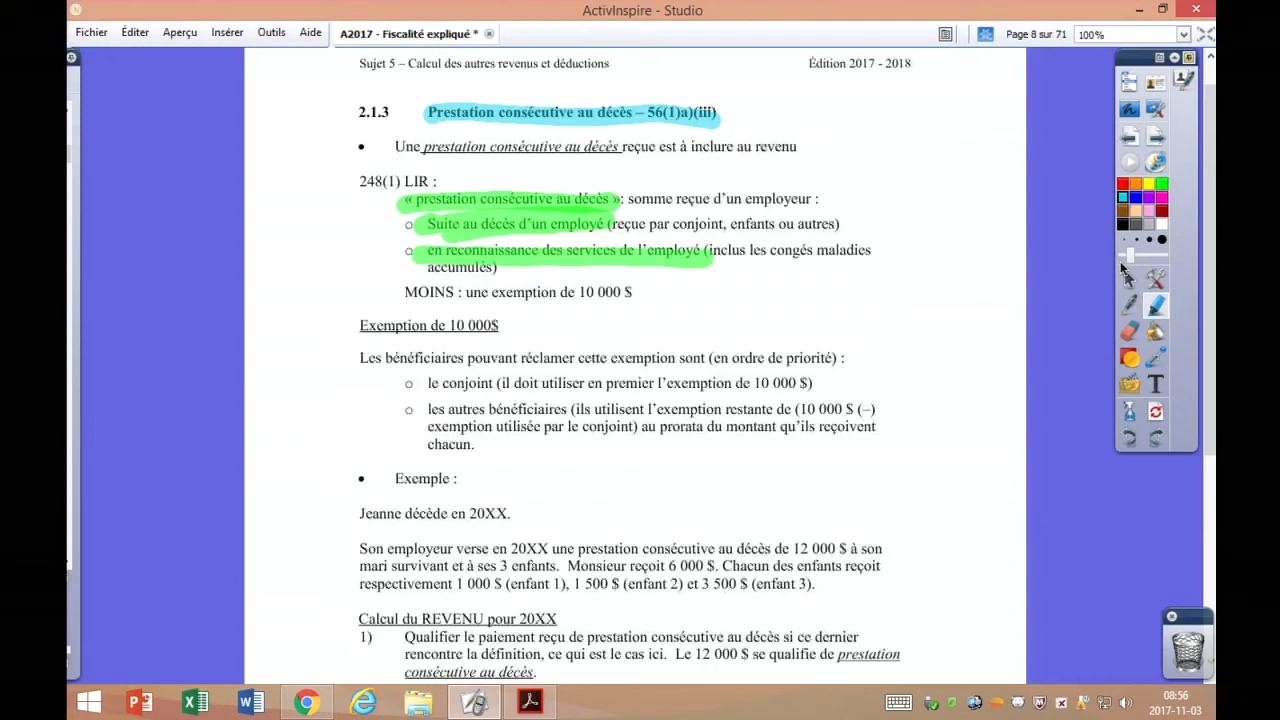 ActivInspire - Studio
Fichier Éditer Aperçu Insérer Outils Aide A2017 - Fiscalité expliqué * Page 8 sur 71 100%
Sujet 5 – Calcul des autres revenus et déductions Édition 2017 - 2018
2.1.3 Prestation consécutive au décès – 56(1)a)(iii)
• Une prestation consécutive au décès reçue est à inclure au revenu
248(1) LIR :
« prestation consécutive au décès » : somme reçue d'un employeur :
o Suite au décès d'un employé (reçue par conjoint, enfants ou autres)
o en reconnaissance des services de l'employé (inclus les congés maladies
accumulés)
MOINS : une exemption de 10 000 $
Exemption de 10 000$
Les bénéficiaires pouvant réclamer cette exemption sont (en ordre de priorité) :
o le conjoint (il doit utiliser en premier l'exemption de 10 000 $)
o les autres bénéficiaires (ils utilisent l'exemption restante de (10 000 $ (–)
exemption utilisée par le conjoint) au prorata du montant qu'ils reçoivent
chacun.
• Exemple :
Jeanne décède en 20XX.
Son employeur verse en 20XX une prestation consécutive au décès de 12 000 $ à son
mari survivant et à ses 3 enfants. Monsieur reçoit 6 000 $. Chacun des enfants reçoit
respectivement 1 000 $ (enfant 1), 1 500 $ (enfant 2) et 3 500 $ (enfant 3).
Calcul du REVENU pour 20XX
1) Qualifier le paiement reçu de prestation consécutive au décès si ce dernier
rencontre la définition, ce qui est le cas ici. Le 12 000 $ se qualifie de prestation
consécutive au décès.
08:56
2017-11-03